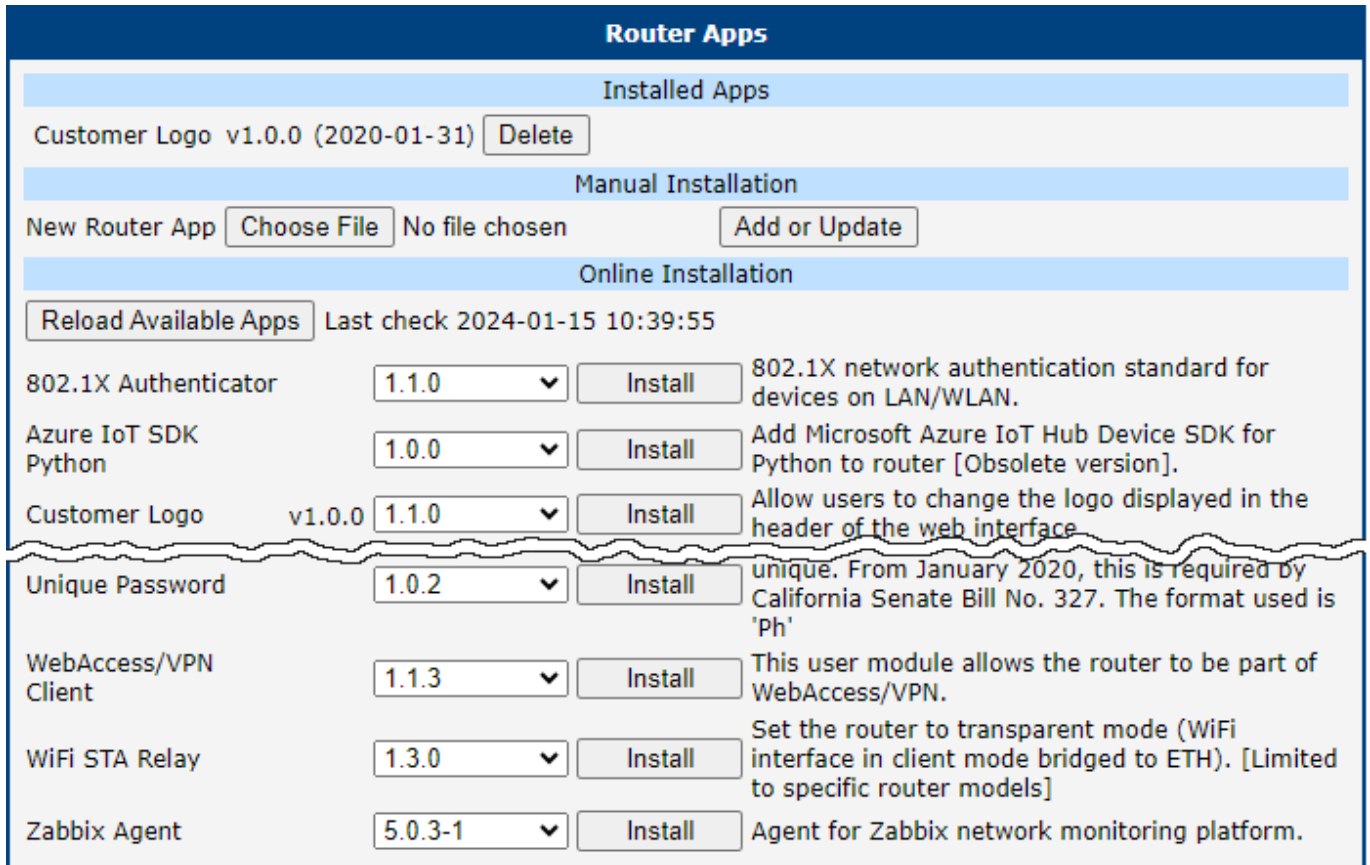 Router Apps
Installed Apps
Customer Logo v1.0.0 (2020-01-31) Delete
Manual Installation
New Router App Choose File No file chosen Add or Update
Online Installation
Reload Available Apps Last check 2024-01-15 10:39:55
802.1X Authenticator 1.1.0 Install 802.1X network authentication standard for
devices on LAN/WLAN.
Azure IoT SDK
Python 1.0.0 Install Add Microsoft Azure IoT Hub Device SDK for
Python to router [Obsolete version].
Customer Logo v1.0.0 1.1.0 Install Allow users to change the logo displayed in the
header of the web interface
Unique Password 1.0.2 Install unique. From January 2020, this is required by
California Senate Bill No. 327. The format used is
'Ph'
WebAccess/VPN
Client 1.1.3 Install This user module allows the router to be part of
WebAccess/VPN.
WiFi STA Relay 1.3.0 Install Set the router to transparent mode (WiFi
interface in client mode bridged to ETH). [Limited
to specific router models]
Zabbix Agent 5.0.3-1 Install Agent for Zabbix network monitoring platform.